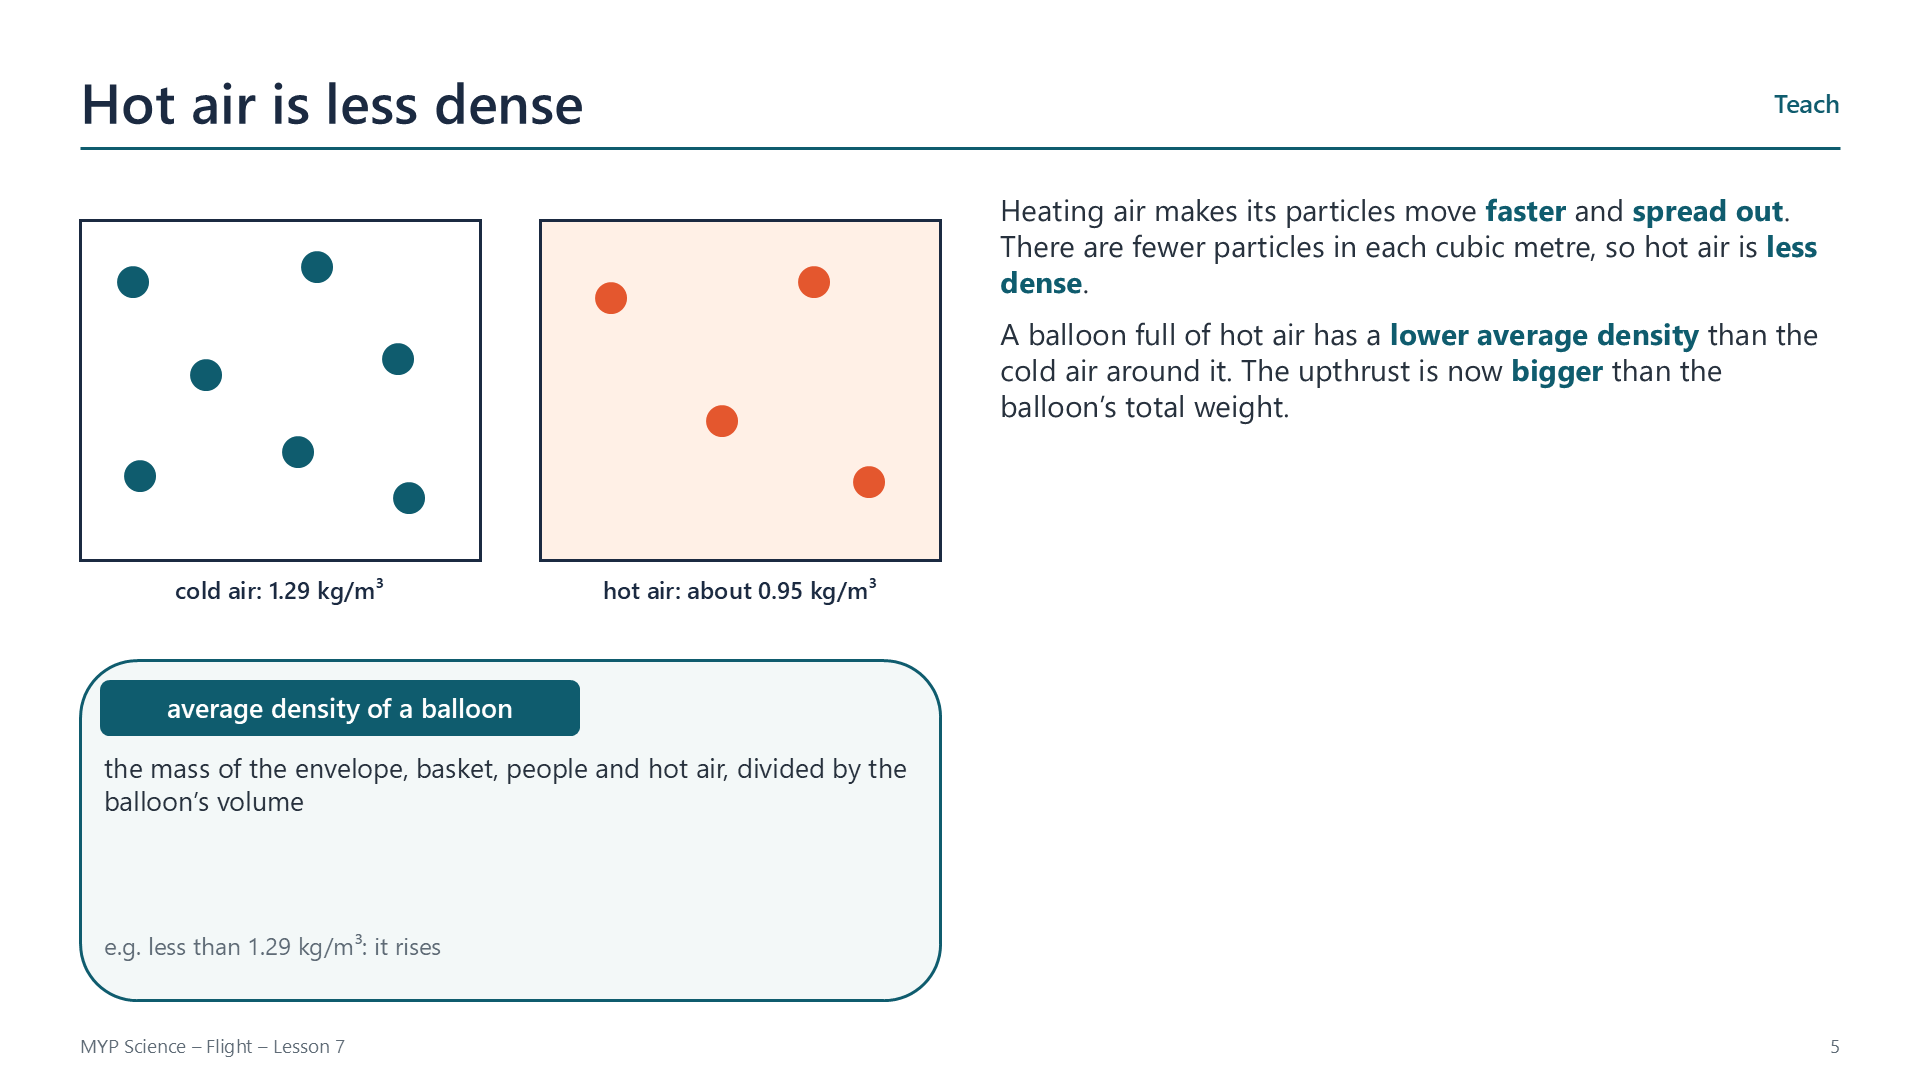 Hot air is less dense
Teach
cold air: 1.29 kg/m³
hot air: about 0.95 kg/m³
Heating air makes its particles move faster and spread out.
There are fewer particles in each cubic metre, so hot air is less
dense.
A balloon full of hot air has a lower average density than the
cold air around it. The upthrust is now bigger than the
balloon’s total weight.
average density of a balloon
the mass of the envelope, basket, people and hot air, divided by the
balloon’s volume
e.g. less than 1.29 kg/m³: it rises
MYP Science – Flight – Lesson 7
5